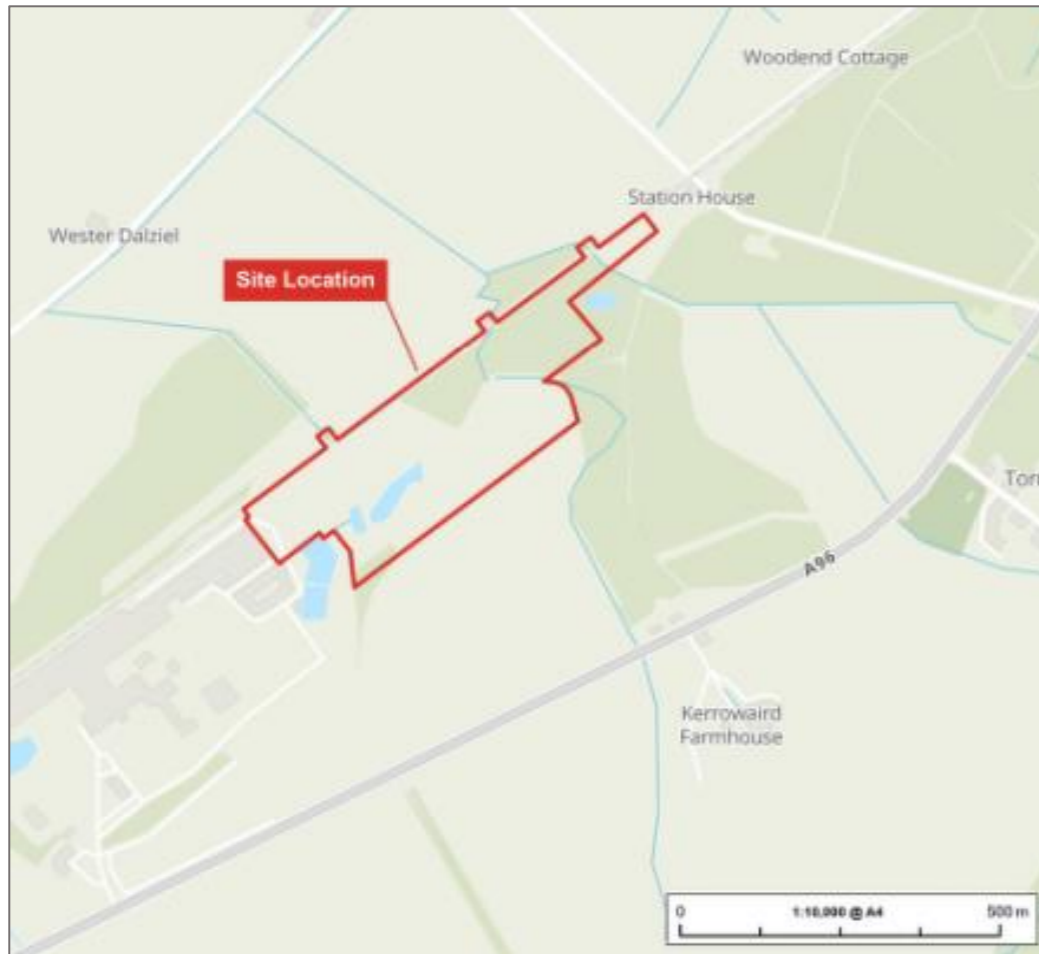 Woodend Cottage
Station House
Wester Dalziel
Site Location
A96
Kerrowaird
Farmhouse
0 1:10,000 @ A4 500 m